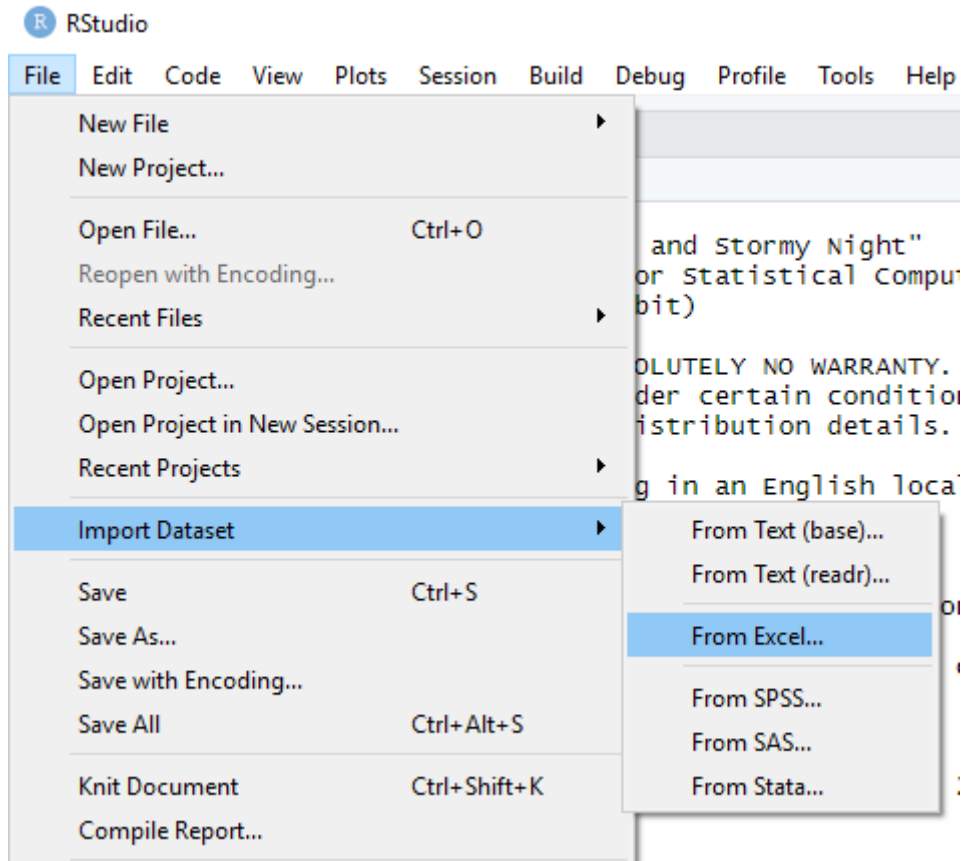 RStudio
File Edit Code View Plots Session Build Debug Profile Tools Help
New File
New Project...
Open File... Ctrl+O
Reopen with Encoding...
Recent Files
Open Project...
Open Project in New Session...
Recent Projects
Import Dataset
Save Ctrl+S
Save As...
Save with Encoding...
Save All Ctrl+Alt+S
Knit Document Ctrl+Shift+K
Compile Report...
From Text (base)...
From Text (readr)...
From Excel...
From SPSS...
From SAS...
From Stata...
and Stormy Night"
or Statistical Comput
bit)
OLUTELY NO WARRANTY.
der certain condition
istribution details.
g in an English local